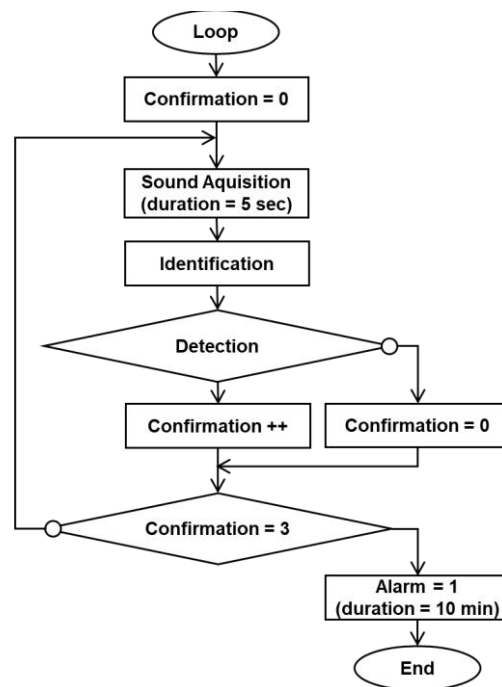 Loop
Confirmation = 0
Sound Aquisition
(duration = 5 sec)
Identification
Detection
Confirmation ++
Confirmation = 0
Confirmation = 3
Alarm = 1
(duration = 10 min)
End